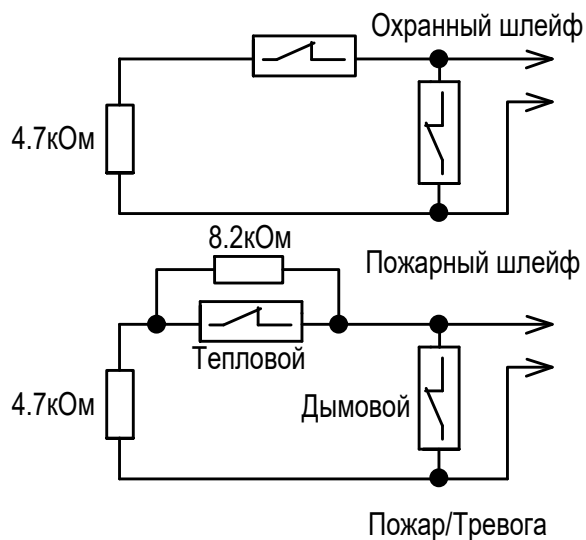 Охранный шлейф
4.7кОм
8.2кОм
Пожарный шлейф
Тепловой
4.7кОм
Дымовой
Пожар/Тревога